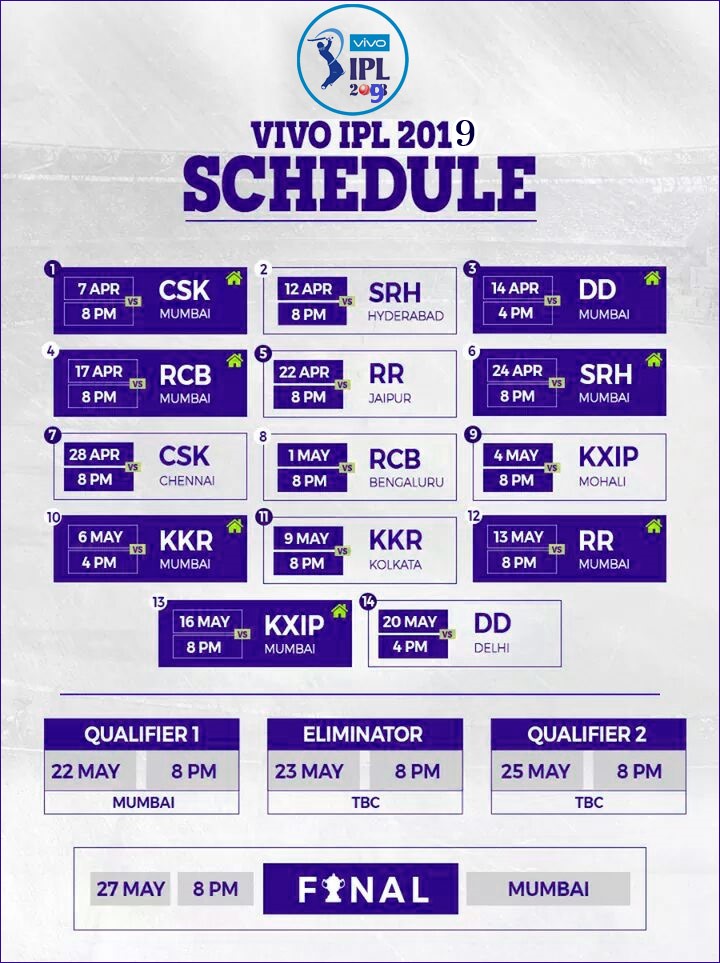 vivo
IPL
VIVO IPL 2019
SCHEDULE
1
7 APR
8 PM
VS
CSK
MUMBAI
2
12 APR
8 PM
VS
SRH
HYDERABAD
3
14 APR
4 PM
VS
DD
MUMBAI
4
17 APR
8 PM
VS
RCB
MUMBAI
5
22 APR
8 PM
VS
RR
JAIPUR
6
24 APR
8 PM
VS
SRH
MUMBAI
7
28 APR
8 PM
VS
CSK
CHENNAI
8
1 MAY
8 PM
VS
RCB
BENGALURU
9
4 MAY
8 PM
VS
KXIP
MOHALI
10
6 MAY
4 PM
VS
KKR
MUMBAI
11
9 MAY
8 PM
VS
KKR
KOLKATA
12
13 MAY
8 PM
VS
RR
MUMBAI
13
16 MAY
8 PM
VS
KXIP
MUMBAI
14
20 MAY
4 PM
VS
DD
DELHI
QUALIFIER 1
22 MAY 8 PM
MUMBAI
ELIMINATOR
23 MAY 8 PM
TBC
QUALIFIER 2
25 MAY 8 PM
TBC
27 MAY 8 PM FINAL MUMBAI